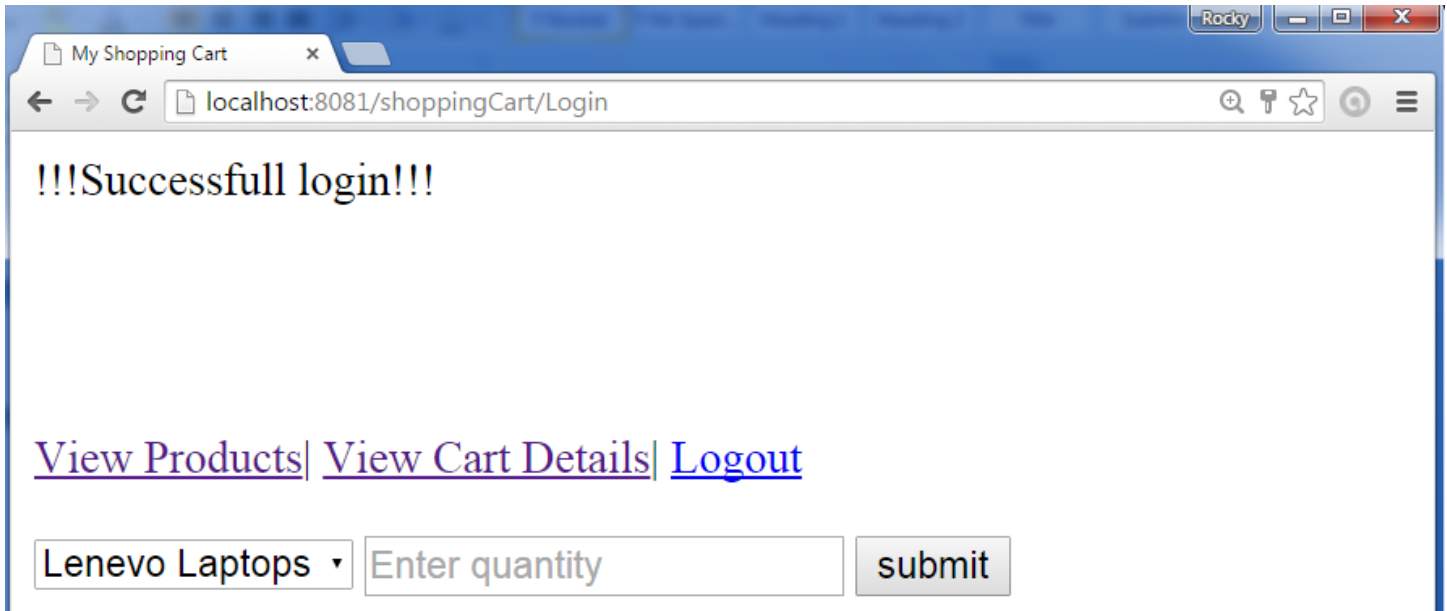 Rocky
My Shopping Cart
localhost:8081/shoppingCart/Login
!!!Successfull login!!!
View Products| View Cart Details| Logout
Lenevo Laptops Enter quantity submit